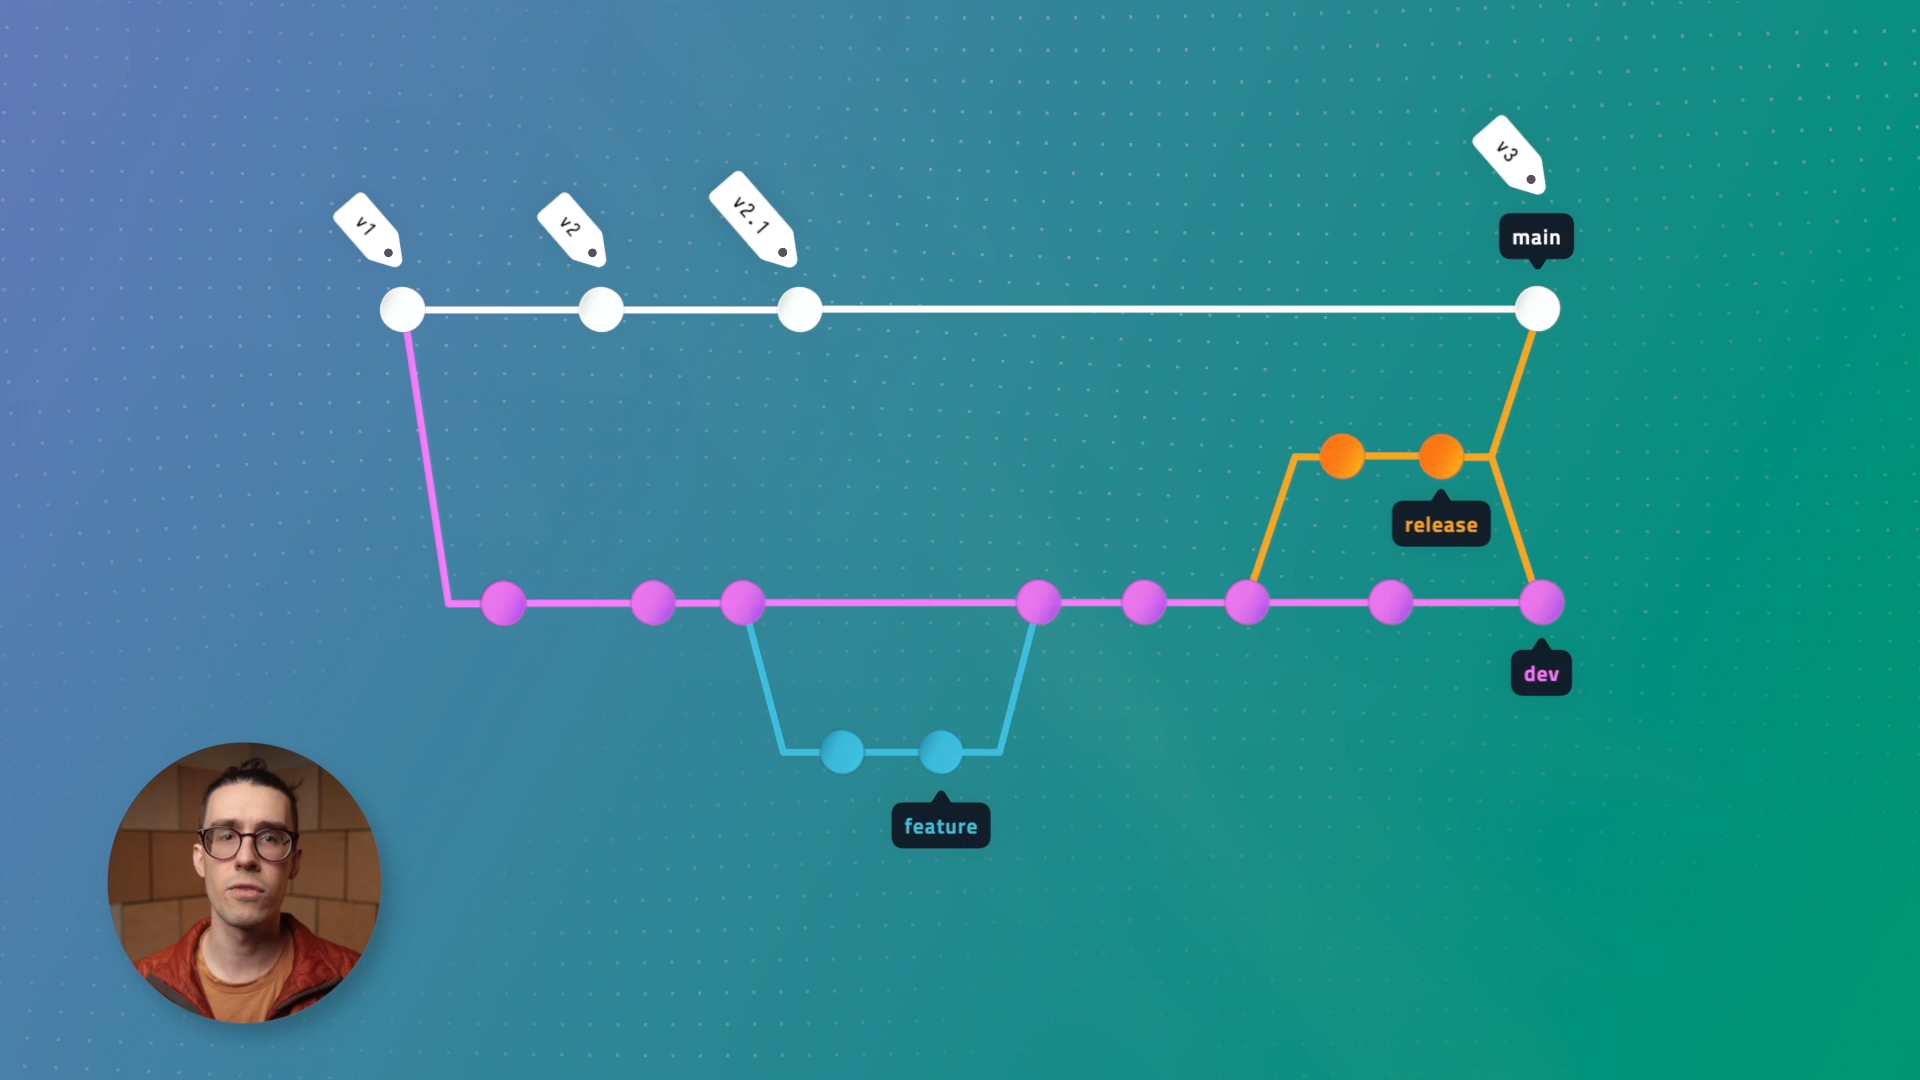 v3
v1
v2
v2.1
main
release
dev
feature